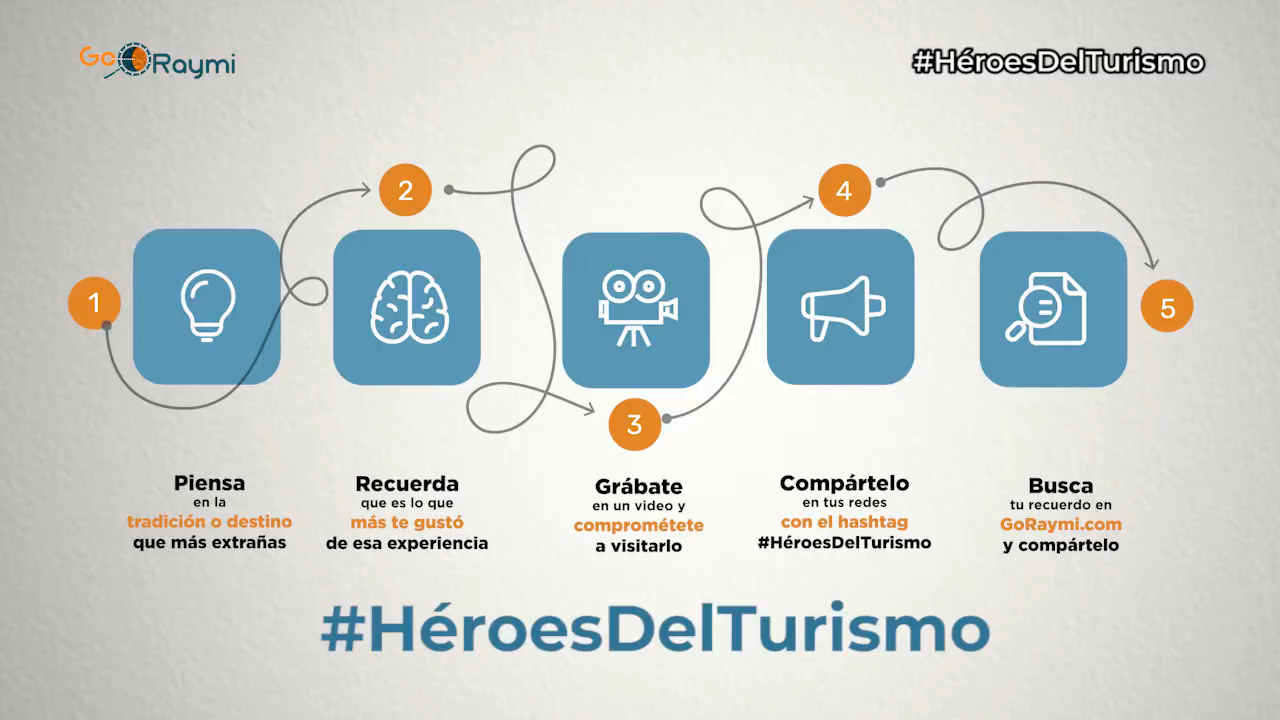 Go Raymi
#HéroesDelTurismo
1
Piensa
en la
tradición o destino
que más extrañas
2
Recuerda
que es lo que
más te gustó
de esa experiencia
3
Grábate
en un video y
comprométete
a visitarlo
4
Compártelo
en tus redes
con el hashtag
#HéroesDelTurismo
5
Busca
tu recuerdo en
GoRaymi.com
y compártelo
#HéroesDelTurismo